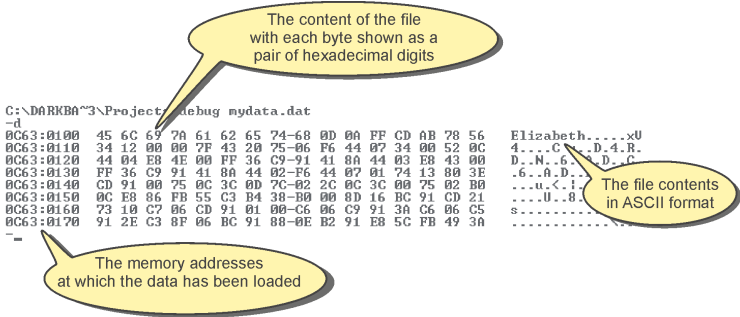 The content of the file
with each byte shown as a
pair of hexadecimal digits
C:\DARKBA~3\Projects debug mydata.dat
-d
0C63:0100 45 6C 69 7A 61 62 65 74-68 0D 0A FF CD AB 78 56 Elizabeth.....xV
0C63:0110 34 12 00 00 7F 43 20 75-06 F6 44 07 34 00 52 0C 4....C u..D.4.R.
0C63:0120 44 04 E8 4E 00 FF 36 C9-91 41 8A 44 03 E8 43 00 D..N..6..A.D..C.
0C63:0130 FF 36 C9 91 41 8A 44 02-F6 44 07 01 74 13 80 3E .6..A.D..
0C63:0140 CD 91 00 75 0C 3C 0D 7C-02 2C 0C 3C 00 75 02 B0 ...u.<.|.
0C63:0150 0C E8 86 FB 55 C3 B4 38-B0 00 8D 16 BC 91 CD 21 ....U..8.
0C63:0160 73 10 C7 06 CD 91 01 00-C6 06 C9 91 3A C6 06 C5 s...........:...
0C63:0170 91 2E C3 8F 06 BC 91 88-0E B2 91 E8 5C FB 49 3A ............\.I:
-_
The file contents
in ASCII format
The memory addresses
at which the data has been loaded